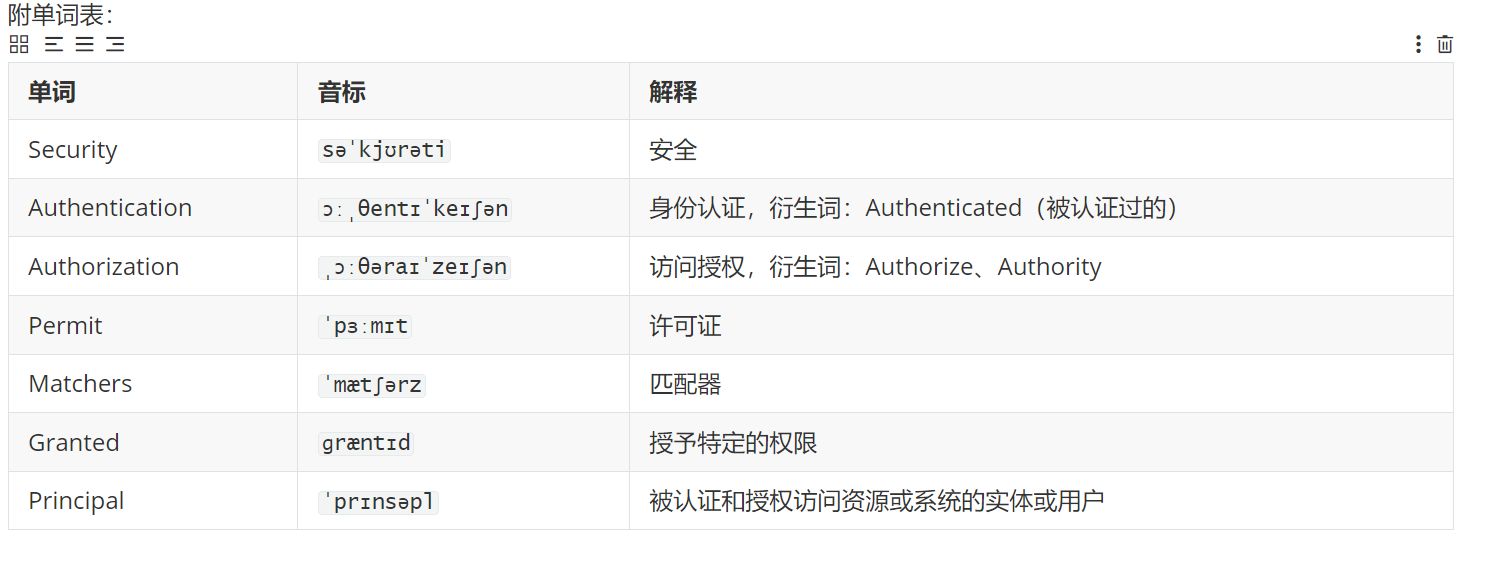 附单词表：
单词 音标 解释
Security səˈkjʊrəti 安全
Authentication ɔːˌθentɪˈkeɪʃən 身份认证，衍生词：Authenticated（被认证过的）
Authorization ˌɔːθəraɪˈzeɪʃən 访问授权，衍生词：Authorize、Authority
Permit ˈpɜːmɪt 许可证
Matchers ˈmætʃərz 匹配器
Granted ɡræntɪd 授予特定的权限
Principal ˈprɪnsəpl 被认证和授权访问资源或系统的实体或用户